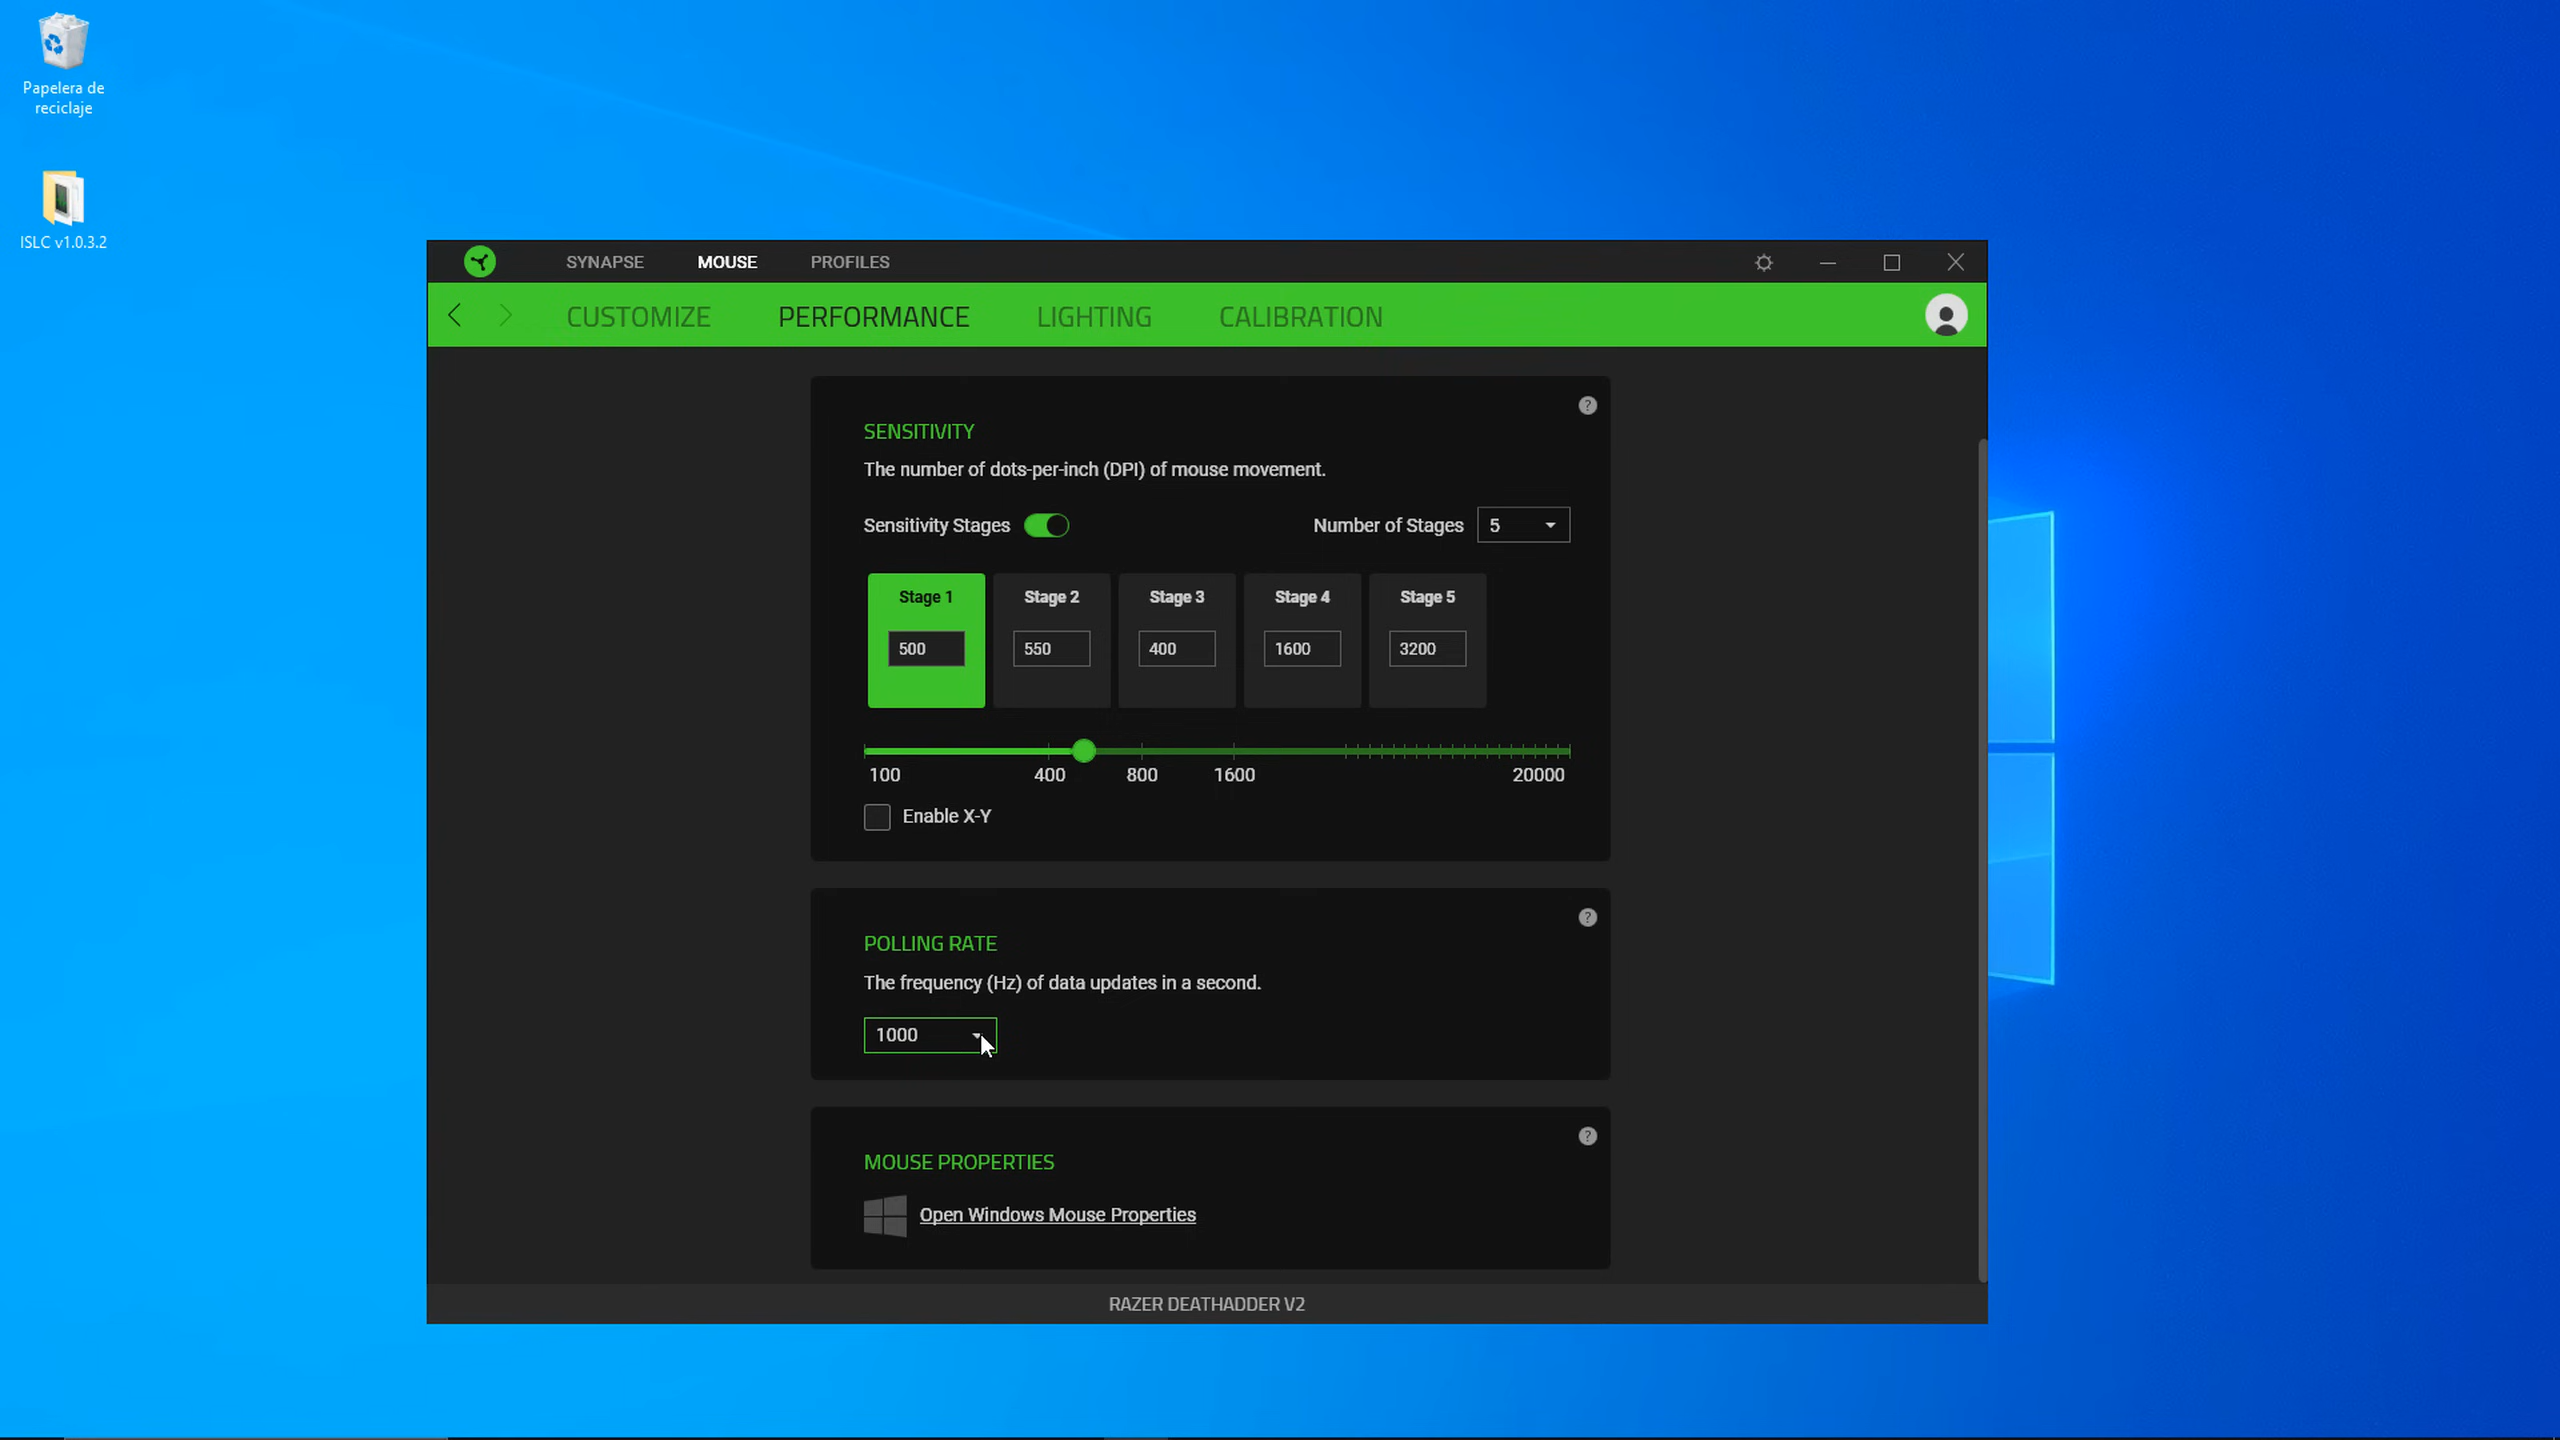 Papelera de
reciclaje
ISLC v1.0.3.2
SYNAPSE MOUSE PROFILES
CUSTOMIZE PERFORMANCE LIGHTING CALIBRATION
?
SENSITIVITY
The number of dots-per-inch (DPI) of mouse movement.
Sensitivity Stages Number of Stages 5
Stage 1 Stage 2 Stage 3 Stage 4 Stage 5
500 550 400 1600 3200
100 400 800 1600 20000
Enable X-Y
?
POLLING RATE
The frequency (Hz) of data updates in a second.
1000
?
MOUSE PROPERTIES
Open Windows Mouse Properties
RAZER DEATHADDER V2